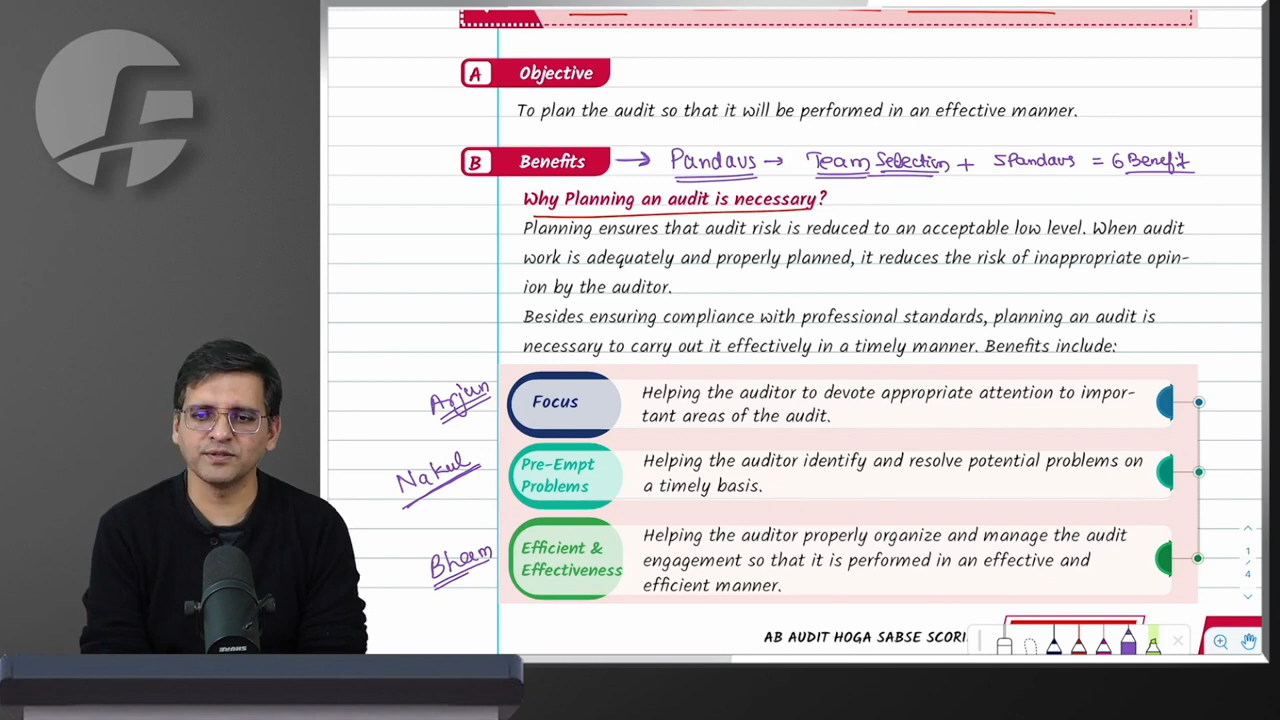 A Objective
To plan the audit so that it will be performed in an effective manner.
B Benefits → Pandavs → Team Selection + 5 Pandavs = 6 Benefit
Why Planning an audit is necessary?
Planning ensures that audit risk is reduced to an acceptable low level. When audit
work is adequately and properly planned, it reduces the risk of inappropriate opin-
ion by the auditor.
Besides ensuring compliance with professional standards, planning an audit is
necessary to carry out it effectively in a timely manner. Benefits include:
Arjun
Focus
Helping the auditor to devote appropriate attention to impor-
tant areas of the audit.
Nakul
Pre-Empt
Problems
Helping the auditor identify and resolve potential problems on
a timely basis.
Bheem
Efficient &
Effectiveness
Helping the auditor properly organize and manage the audit
engagement so that it is performed in an effective and
efficient manner.
1
4
AB AUDIT HOGA SABSE